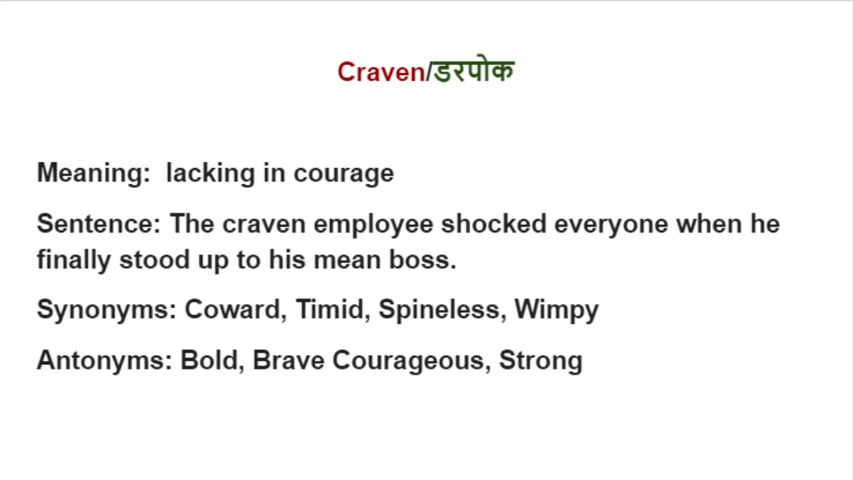 Craven/डरपोक
Meaning:  lacking in courage
Sentence: The craven employee shocked everyone when he
finally stood up to his mean boss.
Synonyms: Coward, Timid, Spineless, Wimpy
Antonyms: Bold, Brave Courageous, Strong